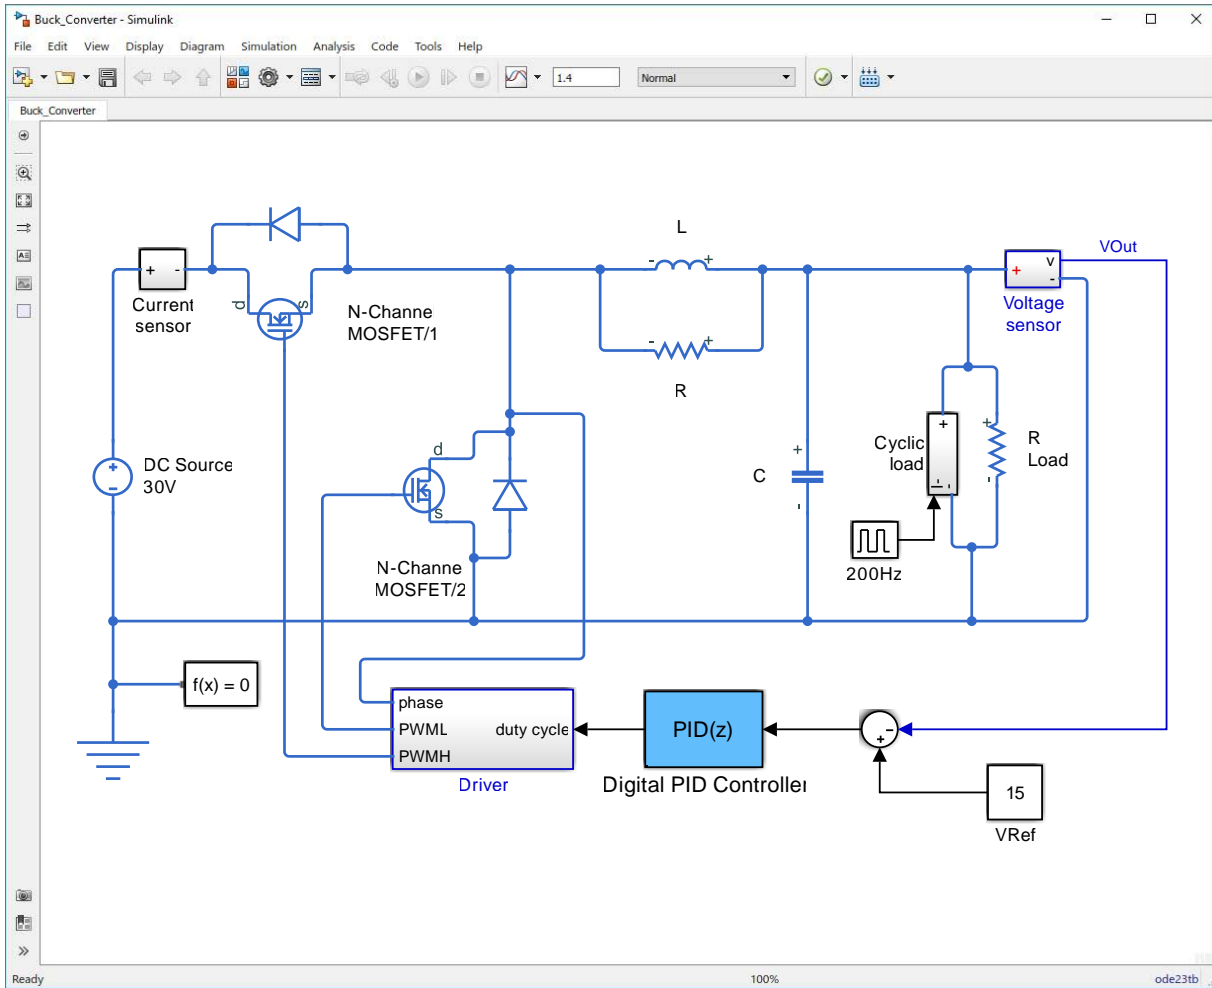 Buck_Converter - Simulink
File Edit View Display Diagram Simulation Analysis Code Tools Help
1.4 Normal
Buck_Converter
L
VOut
+ -
- +
+ v
-
Current
sensor
d s
N-Channe
MOSFET/1
Voltage
sensor
- +
R
DC Source
30V
+
-
d
s
N-Channe
MOSFET/2
C
+
-
Cyclic
load
+
-
+
-
R
Load
200Hz
f(x) = 0
phase
PWML
PWMH
duty cycle
Driver
PID(z)
Digital PID Controller
-
+
15
VRef
Ready 100% ode23tb